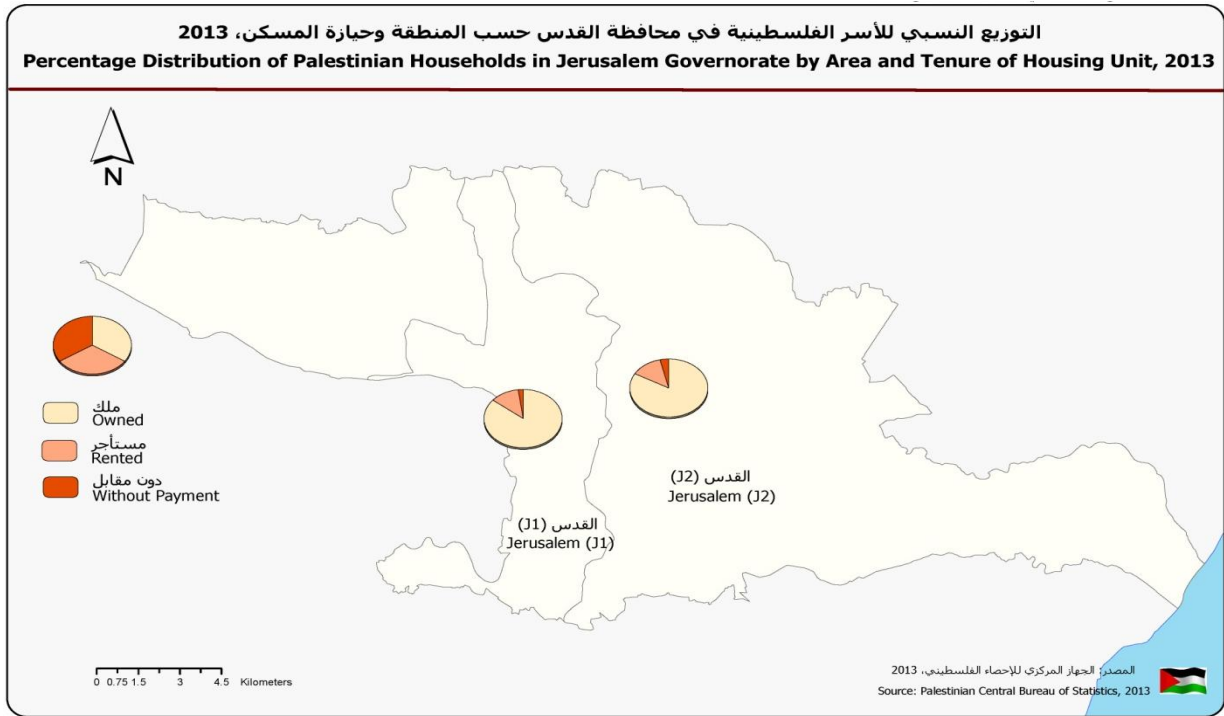 التوزيع النسبي للأسر الفلسطينية في محافظة القدس حسب المنطقة وحيازة المسكن، 2013
Percentage Distribution of Palestinian Households in Jerusalem Governorate by Area and Tenure of Housing Unit, 2013
N
ملك
Owned
مستأجر
Rented
دون مقابل
Without Payment
القدس (J2)
Jerusalem (J2)
القدس (J1)
Jerusalem (J1)
0 0.75 1.5 3 4.5 Kilometers
المصدر: الجهاز المركزي للإحصاء الفلسطيني، 2013
Source: Palestinian Central Bureau of Statistics, 2013